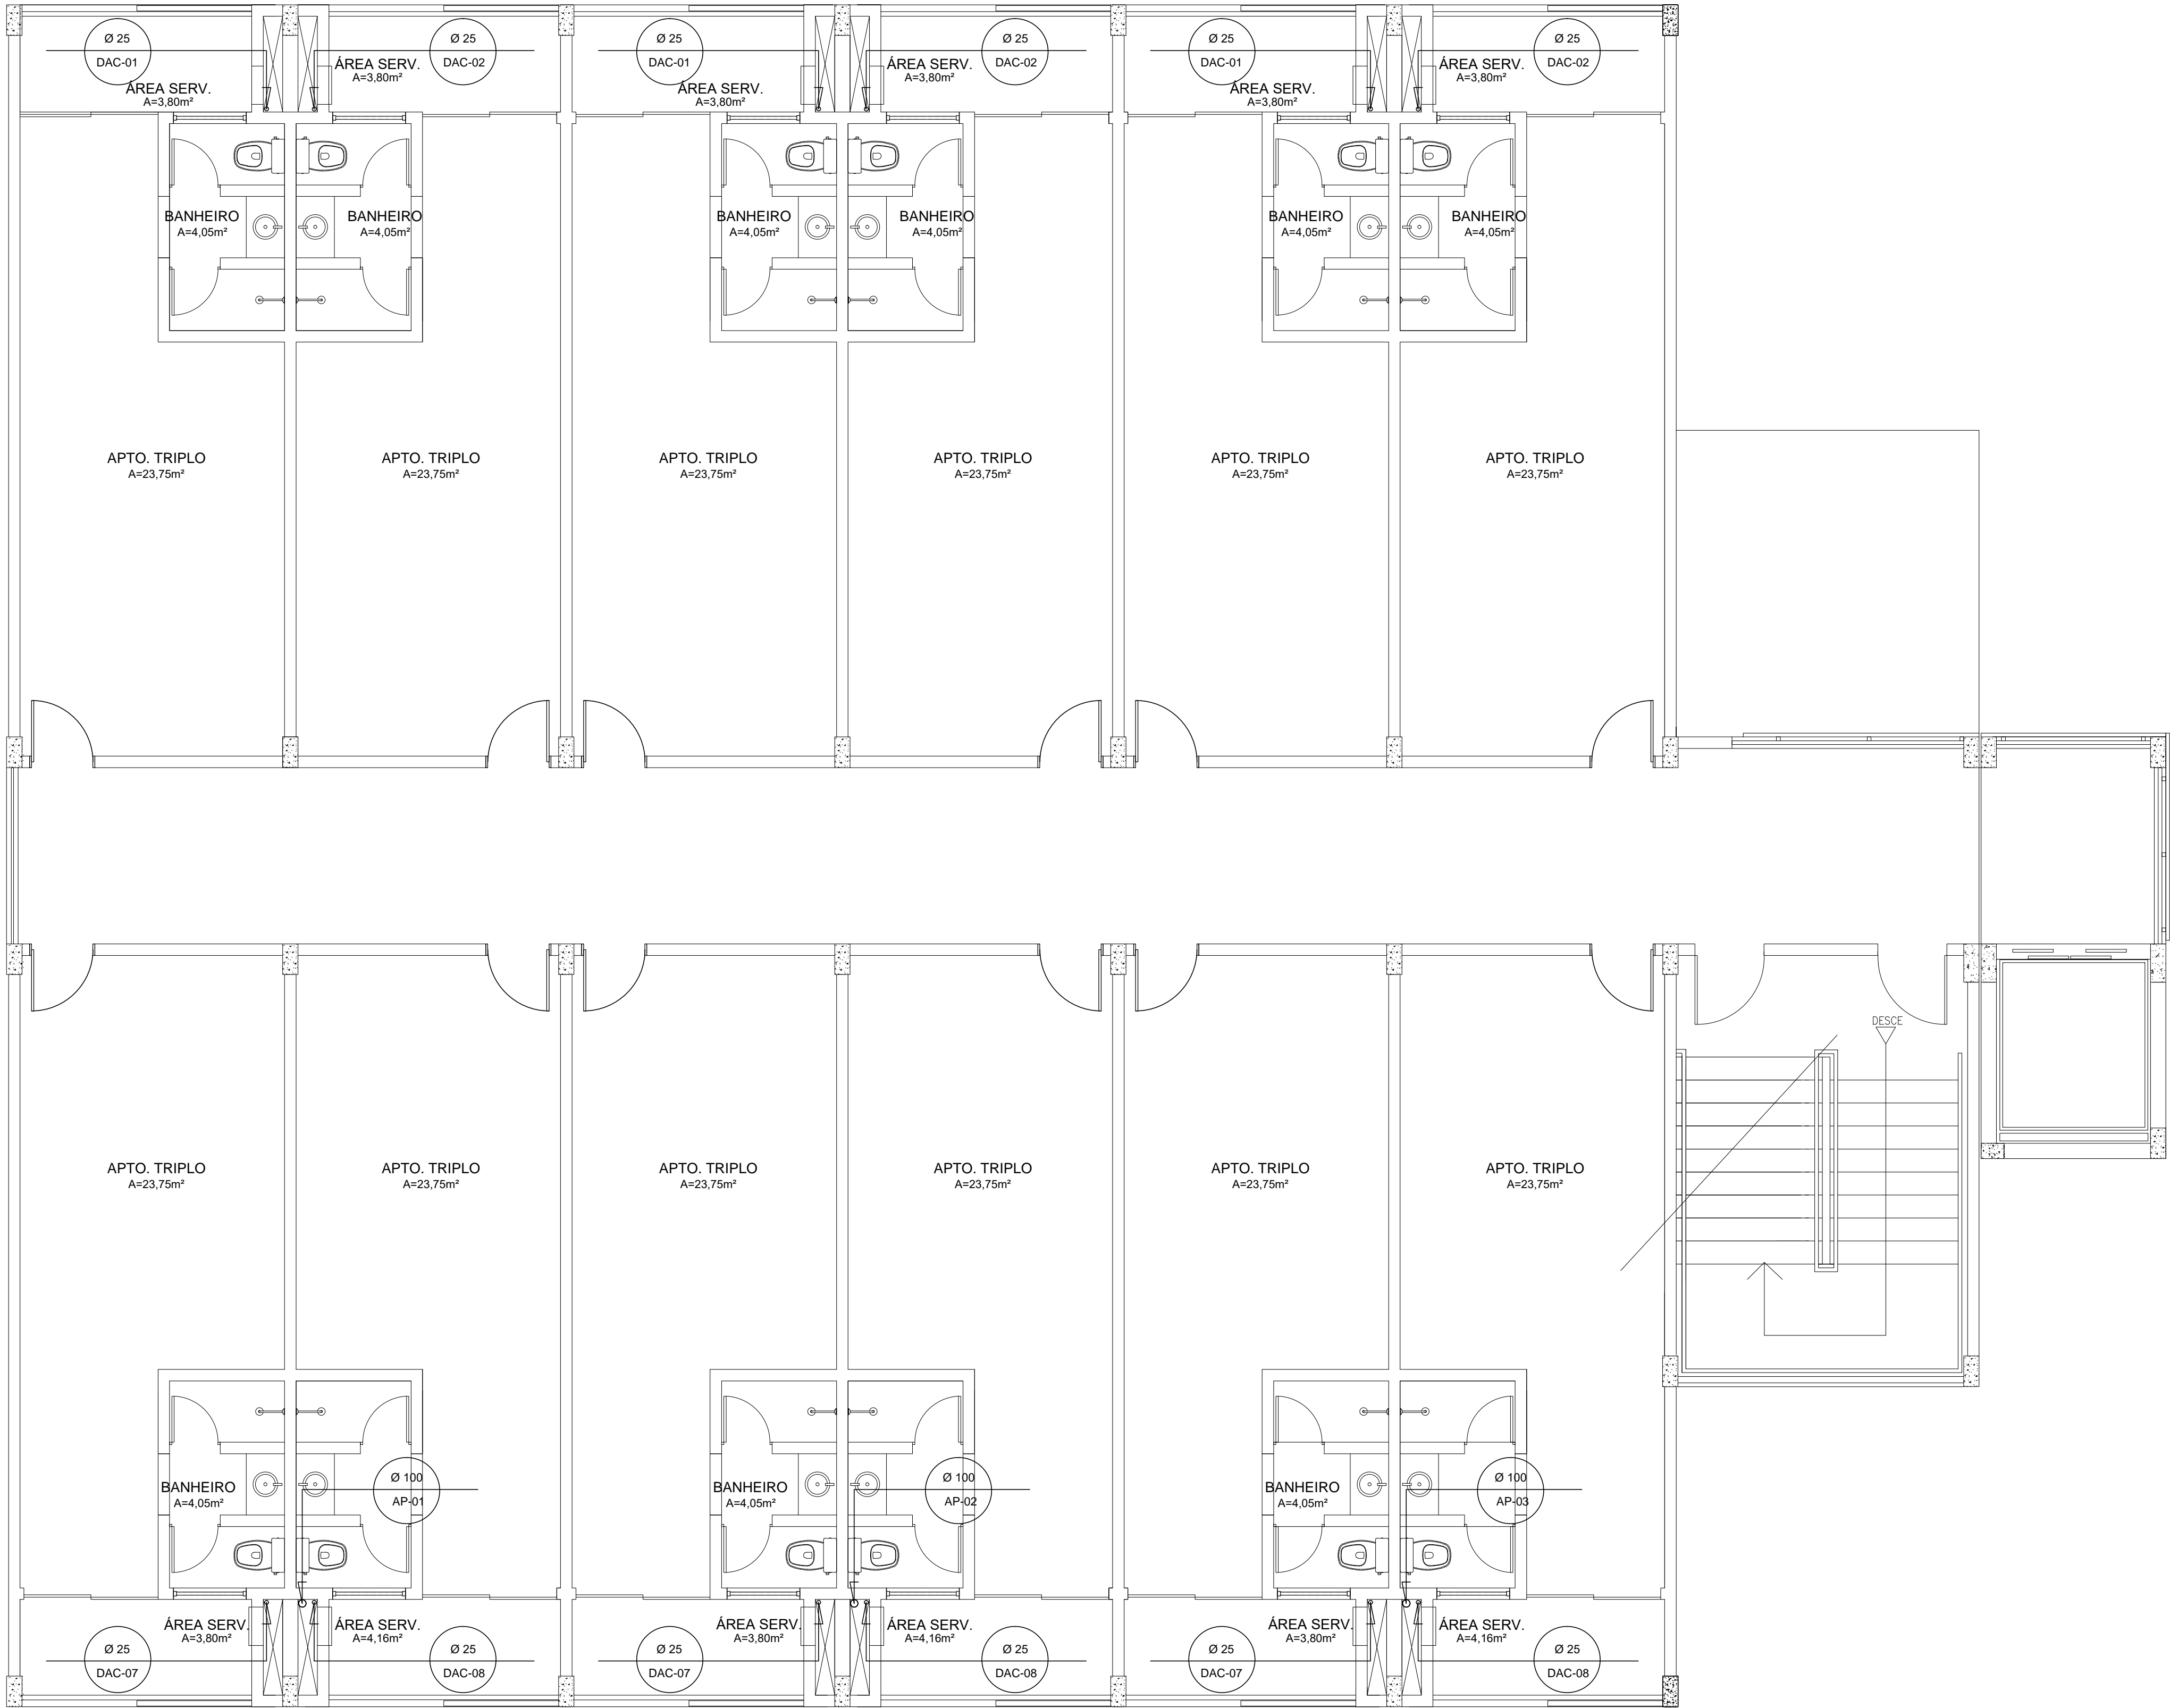 Ø 25
DAC-01
ÁREA SERV.
A=3,80m²
ÁREA SERV.
A=3,80m²
Ø 25
DAC-02
Ø 25
DAC-01
ÁREA SERV.
A=3,80m²
ÁREA SERV.
A=3,80m²
Ø 25
DAC-02
Ø 25
DAC-01
ÁREA SERV.
A=3,80m²
ÁREA SERV.
A=3,80m²
Ø 25
DAC-02
BANHEIRO
A=4,05m²
BANHEIRO
A=4,05m²
BANHEIRO
A=4,05m²
BANHEIRO
A=4,05m²
BANHEIRO
A=4,05m²
BANHEIRO
A=4,05m²
APTO. TRIPLO
A=23,75m²
APTO. TRIPLO
A=23,75m²
APTO. TRIPLO
A=23,75m²
APTO. TRIPLO
A=23,75m²
APTO. TRIPLO
A=23,75m²
APTO. TRIPLO
A=23,75m²
DESCE
APTO. TRIPLO
A=23,75m²
APTO. TRIPLO
A=23,75m²
APTO. TRIPLO
A=23,75m²
APTO. TRIPLO
A=23,75m²
APTO. TRIPLO
A=23,75m²
APTO. TRIPLO
A=23,75m²
BANHEIRO
A=4,05m²
Ø 100
AP-01
BANHEIRO
A=4,05m²
Ø 100
AP-02
BANHEIRO
A=4,05m²
Ø 100
AP-03
ÁREA SERV.
A=3,80m²
Ø 25
DAC-07
ÁREA SERV.
A=4,16m²
Ø 25
DAC-08
ÁREA SERV.
A=3,80m²
Ø 25
DAC-07
ÁREA SERV.
A=4,16m²
Ø 25
DAC-08
ÁREA SERV.
A=3,80m²
Ø 25
DAC-07
ÁREA SERV.
A=4,16m²
Ø 25
DAC-08